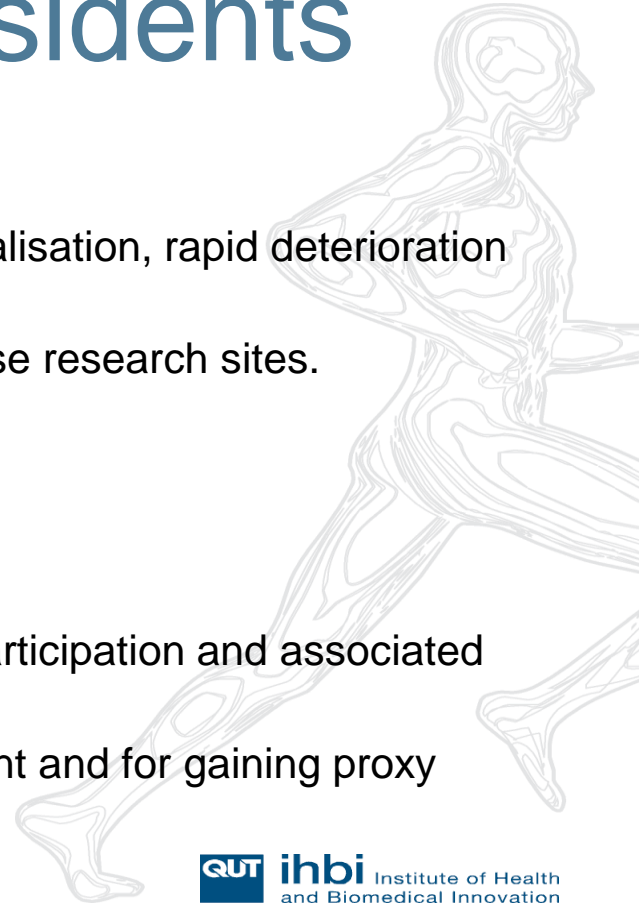 sidents
alisation, rapid deterioration
se research sites.
articipation and associated
nt and for gaining proxy
QUT ihbi Institute of Health
and Biomedical Innovation